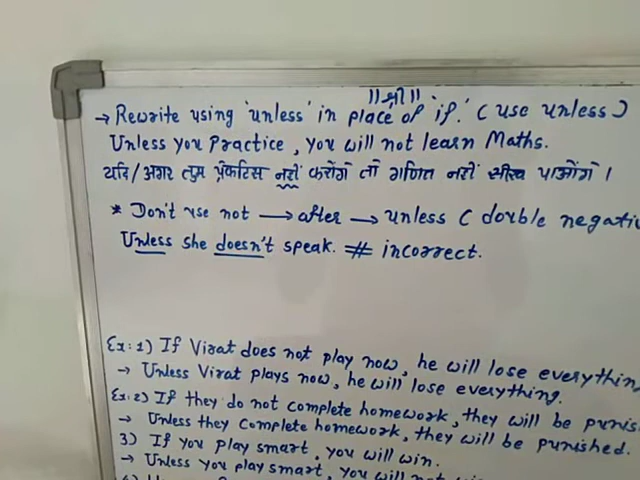 ॥श्री॥
→ Rewrite using 'unless' in place of 'if'. (use unless)
Unless you practice, you will not learn Maths.
यदि/अगर तुम प्रेक्टिस नहीं करोगे तो गणित नहीं सीख पाओगे।
* Don't use not → after → unless (double negati
Unless she doesn't speak. # incorrect.
Ex: 1) If Virat does not play now, he will lose everything
→ Unless Virat plays now, he will lose everything.
Ex: 2) If they do not complete homework, they will be punis
→ Unless they complete homework, they will be punished.
3) If you play smart, you will win.
→ Unless you play smart, you will not